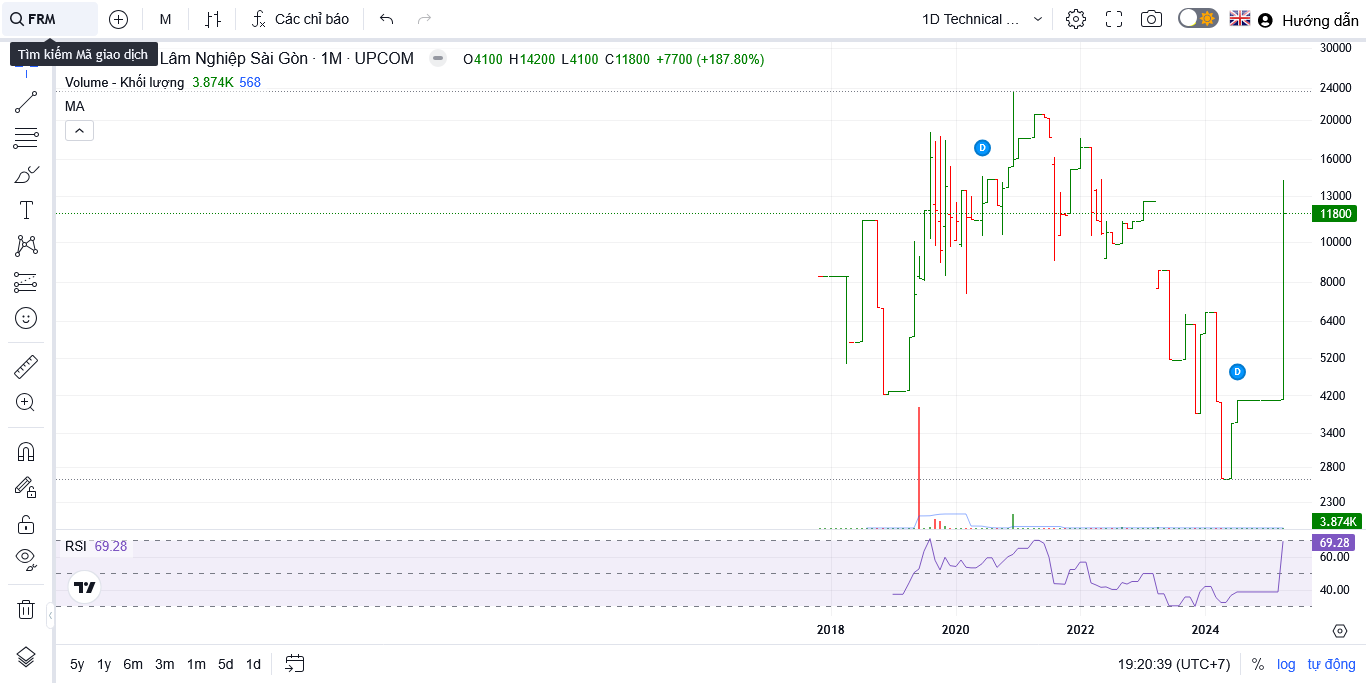 FRM
M
Các chỉ báo
1D Technical ...
Hướng dẫn
Tìm kiếm Mã giao dịch
Lâm Nghiệp Sài Gòn · 1M · UPCOM
O4100 H14200 L4100 C11800 +7700 (+187.80%)
Volume - Khối lượng 3.874K 568
MA
30000
24000
20000
16000
13000
11800
10000
8000
6400
5200
4200
3400
2800
2300
3.874K
D
D
RSI 69.28
69.28
60.00
40.00
2018 2020 2022 2024
5y 1y 6m 3m 1m 5d 1d
19:20:39 (UTC+7) % log tự động